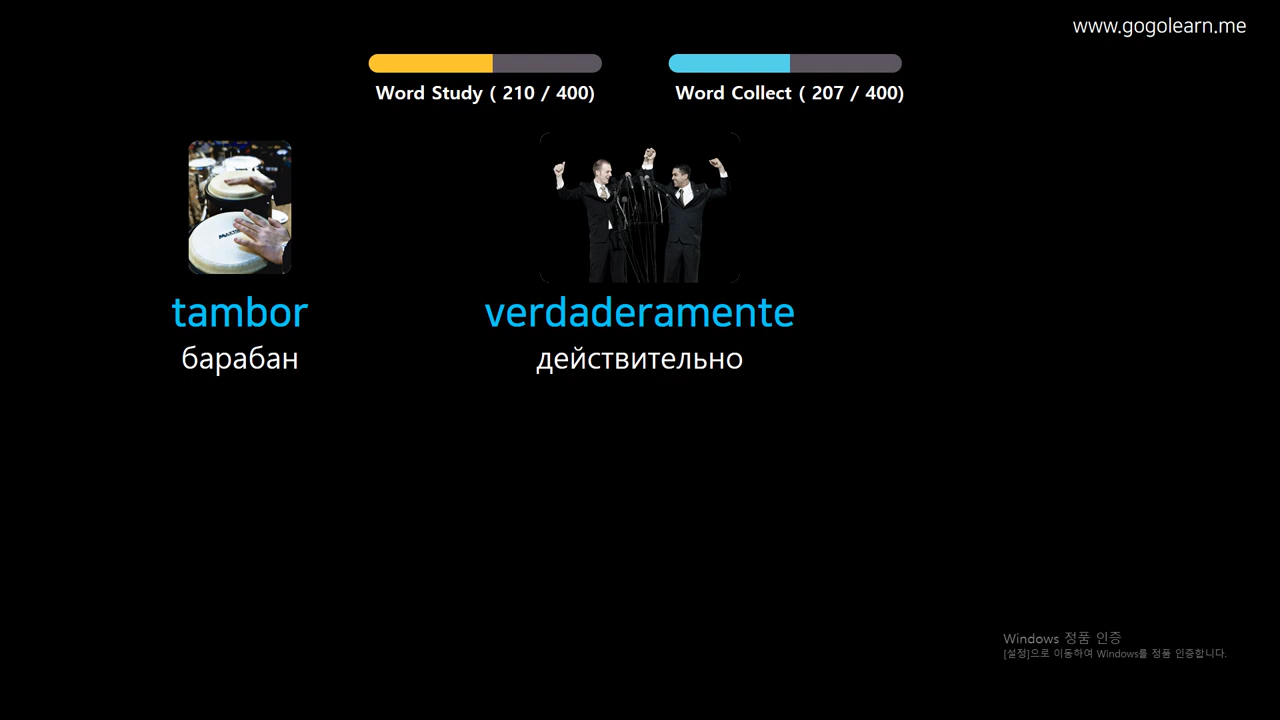 www.gogolearn.me
Word Study ( 210 / 400)
Word Collect ( 207 / 400)
tambor
барабан
verdaderamente
действительно
Windows 정품 인증
[설정]으로 이동하여 Windows를 정품 인증합니다.